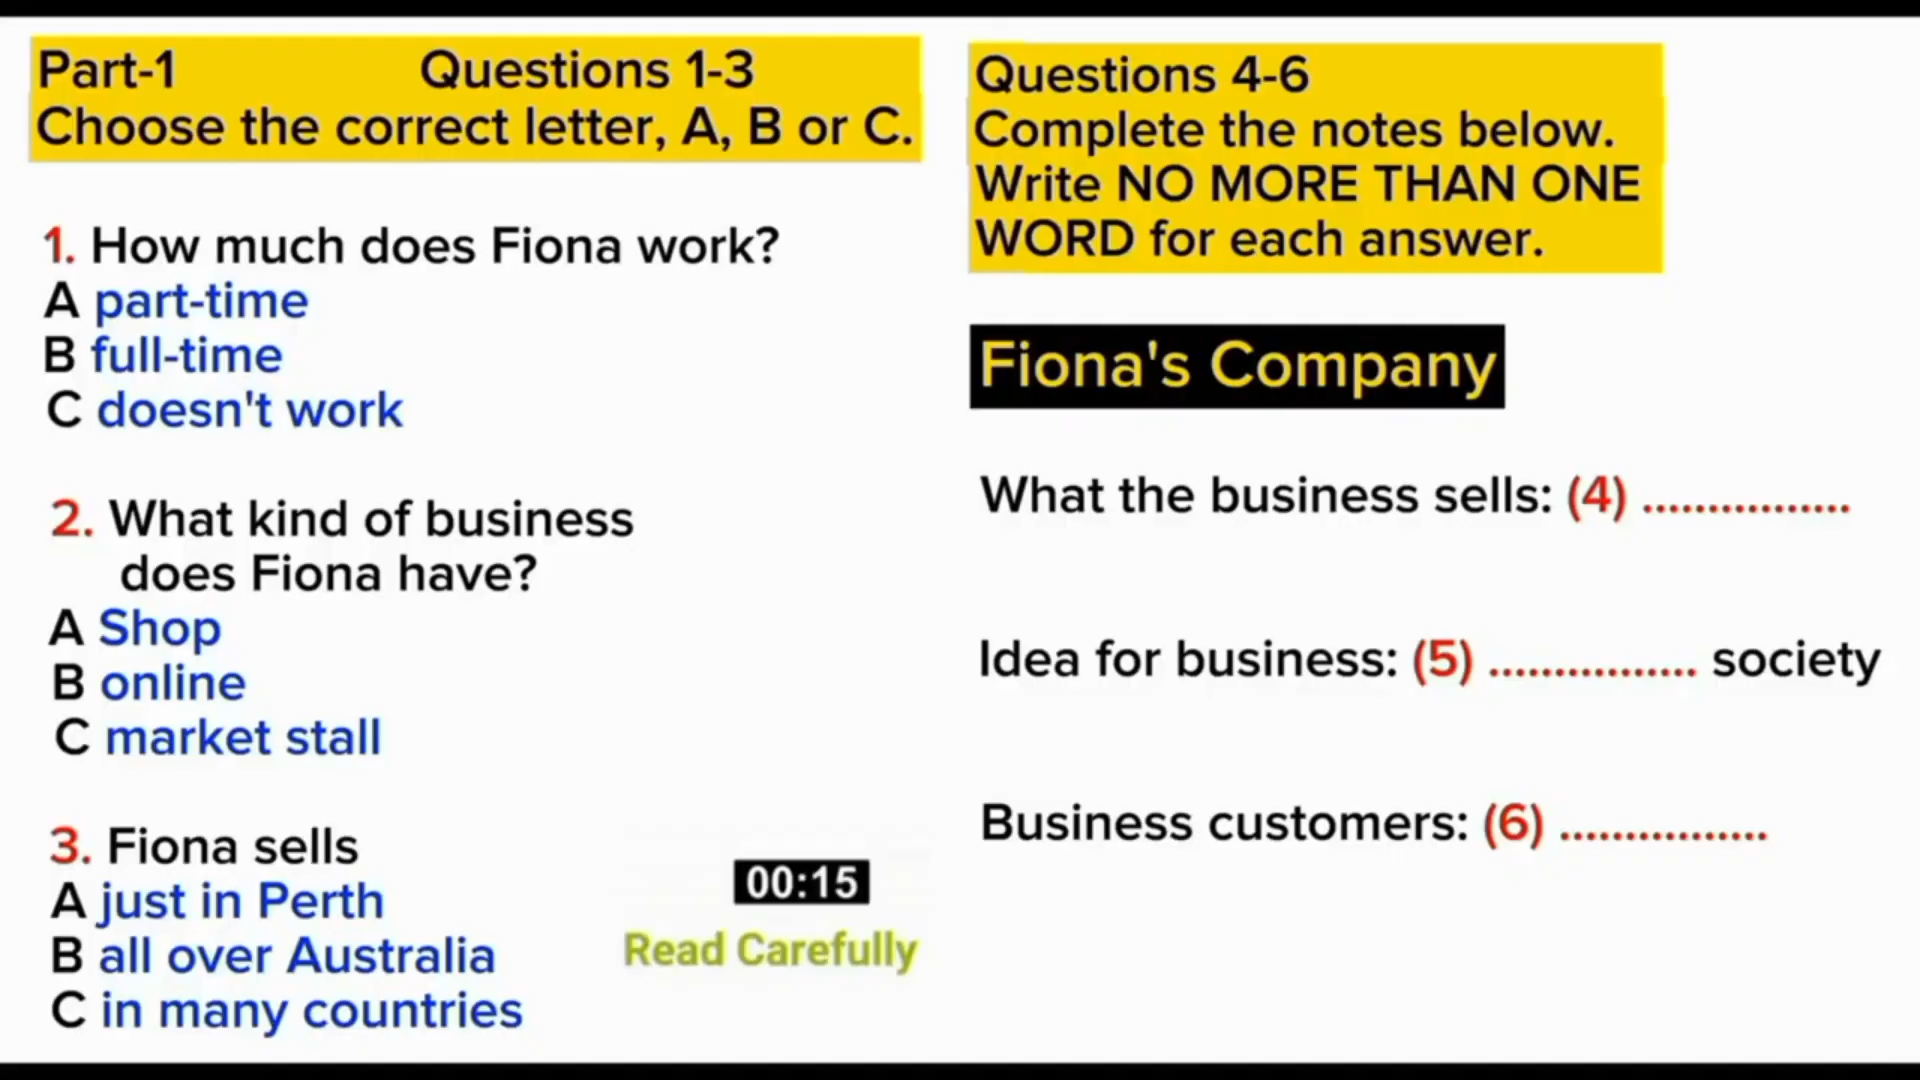 Part-1 Questions 1-3
Choose the correct letter, A, B or C.
1. How much does Fiona work?
A part-time
B full-time
C doesn't work
2. What kind of business
does Fiona have?
A Shop
B online
C market stall
3. Fiona sells
A just in Perth
B all over Australia
C in many countries
00:15
Read Carefully
Questions 4-6
Complete the notes below.
Write NO MORE THAN ONE
WORD for each answer.
Fiona's Company
What the business sells: (4) ................
Idea for business: (5) ................ society
Business customers: (6) ................